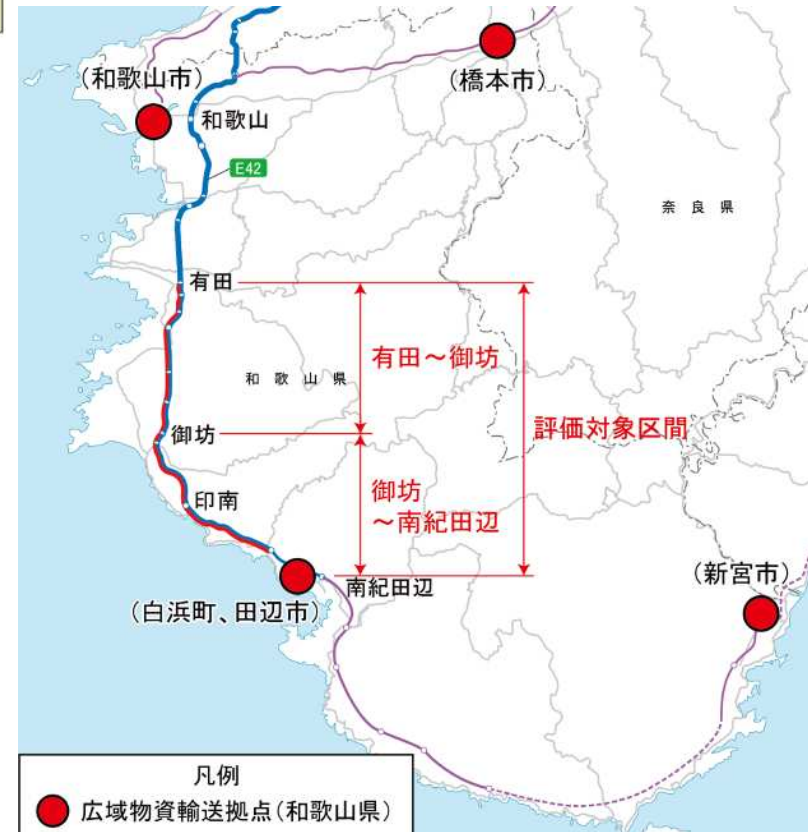 (和歌山市)
(橋本市)
和歌山
E42
奈良県
有田
有田～御坊
和歌山県
評価対象区間
御坊
御坊
～南紀田辺
印南
南紀田辺
(新宮市)
(白浜町、田辺市)
凡例
広域物資輸送拠点(和歌山県)